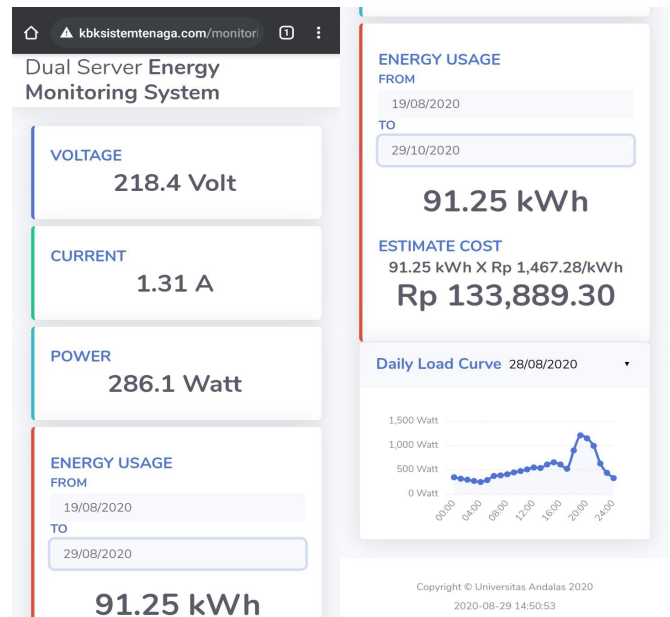 kbksistemtenaga.com/monitori
1
Dual Server Energy
Monitoring System
VOLTAGE
218.4 Volt
CURRENT
1.31 A
POWER
286.1 Watt
ENERGY USAGE
FROM
19/08/2020
TO
29/08/2020
91.25 kWh
ENERGY USAGE
FROM
19/08/2020
TO
29/10/2020
91.25 kWh
ESTIMATE COST
91.25 kWh X Rp 1,467.28/kWh
Rp 133,889.30
Daily Load Curve 28/08/2020
1,500 Watt
1,000 Watt
500 Watt
0 Watt
00:00 04:00 08:00 12:00 16:00 20:00 24:00
Copyright © Universitas Andalas 2020
2020-08-29 14:50:53